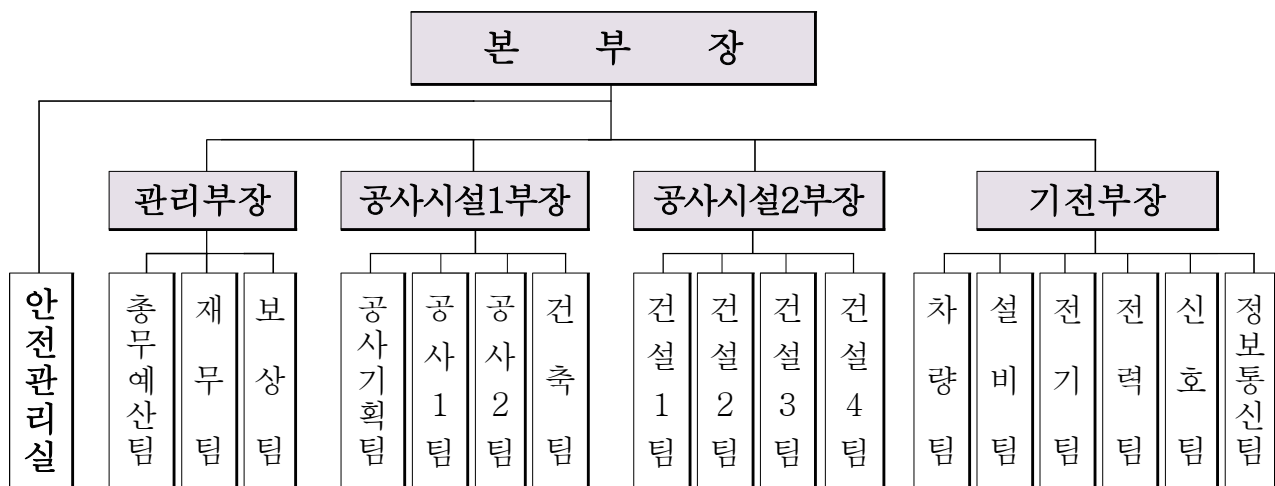 본 부 장
관리부장
공사시설1부장
공사시설2부장
기전부장
안전관리실
총무예산팀
재무팀
보상팀
공사기획팀
공사1팀
공사2팀
건축팀
건설1팀
건설2팀
건설3팀
건설4팀
차량팀
설비팀
전기팀
전력팀
신호팀
정보통신팀